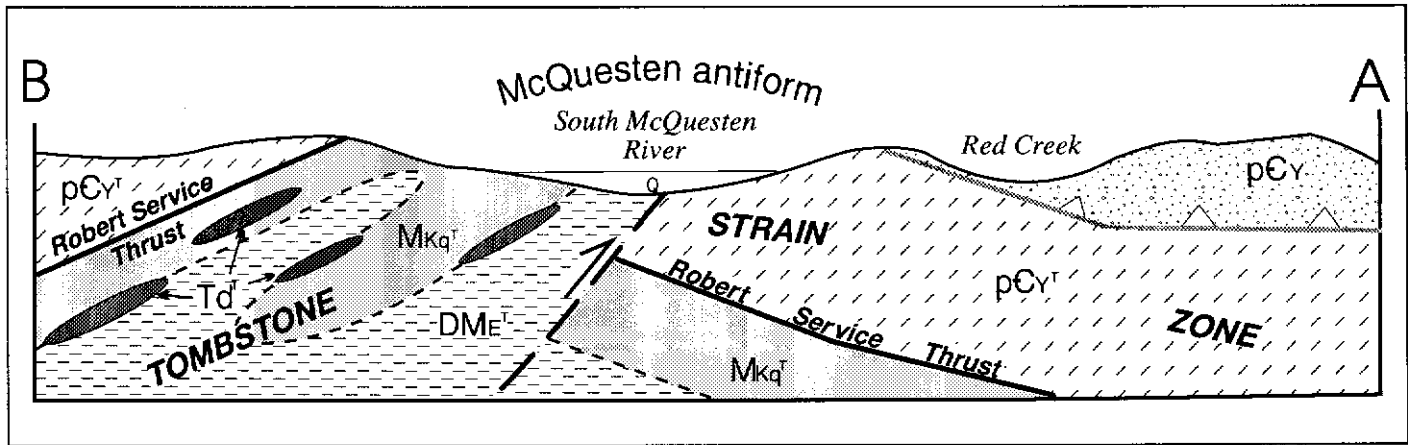 B
A
McQuesten antiform
South McQuesten
River
Red Creek
Q
pЄYᵀ
pЄY
Robert Service
Thrust
STRAIN
MKqᵀ
Tdᵀ
pЄYᵀ
TOMBSTONE
DMEᵀ
Robert Service Thrust
ZONE
MKqᵀ